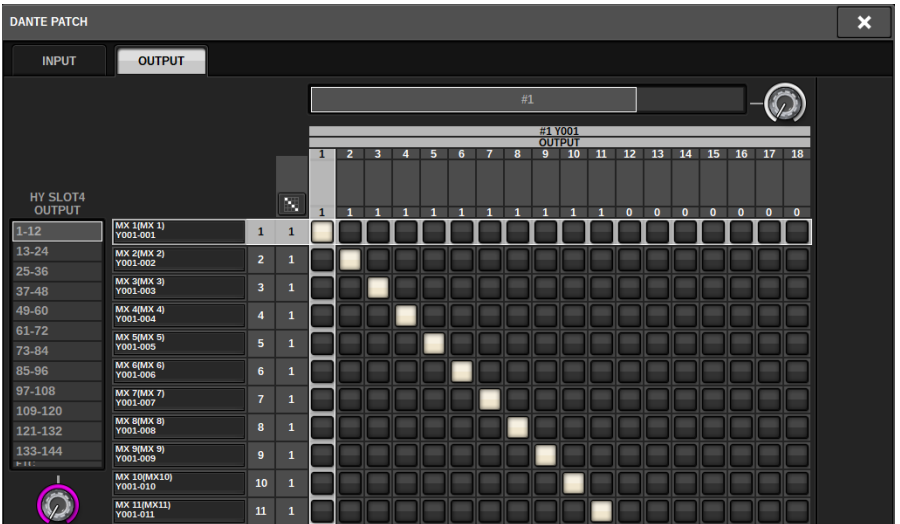 DANTE PATCH
INPUT OUTPUT
#1
#1 Y001
OUTPUT
1 2 3 4 5 6 7 8 9 10 11 12 13 14 15 16 17 18
HY SLOT4
OUTPUT
1 1 1 1 1 1 1 1 1 1 1 0 0 0 0 0 0 0
1-12
13-24
25-36
37-48
49-60
61-72
73-84
85-96
97-108
109-120
121-132
133-144
MX 1(MX 1)
Y001-001
1 1
MX 2(MX 2)
Y001-002
2 1
MX 3(MX 3)
Y001-003
3 1
MX 4(MX 4)
Y001-004
4 1
MX 5(MX 5)
Y001-005
5 1
MX 6(MX 6)
Y001-006
6 1
MX 7(MX 7)
Y001-007
7 1
MX 8(MX 8)
Y001-008
8 1
MX 9(MX 9)
Y001-009
9 1
MX 10(MX10)
Y001-010
10 1
MX 11(MX11)
Y001-011
11 1